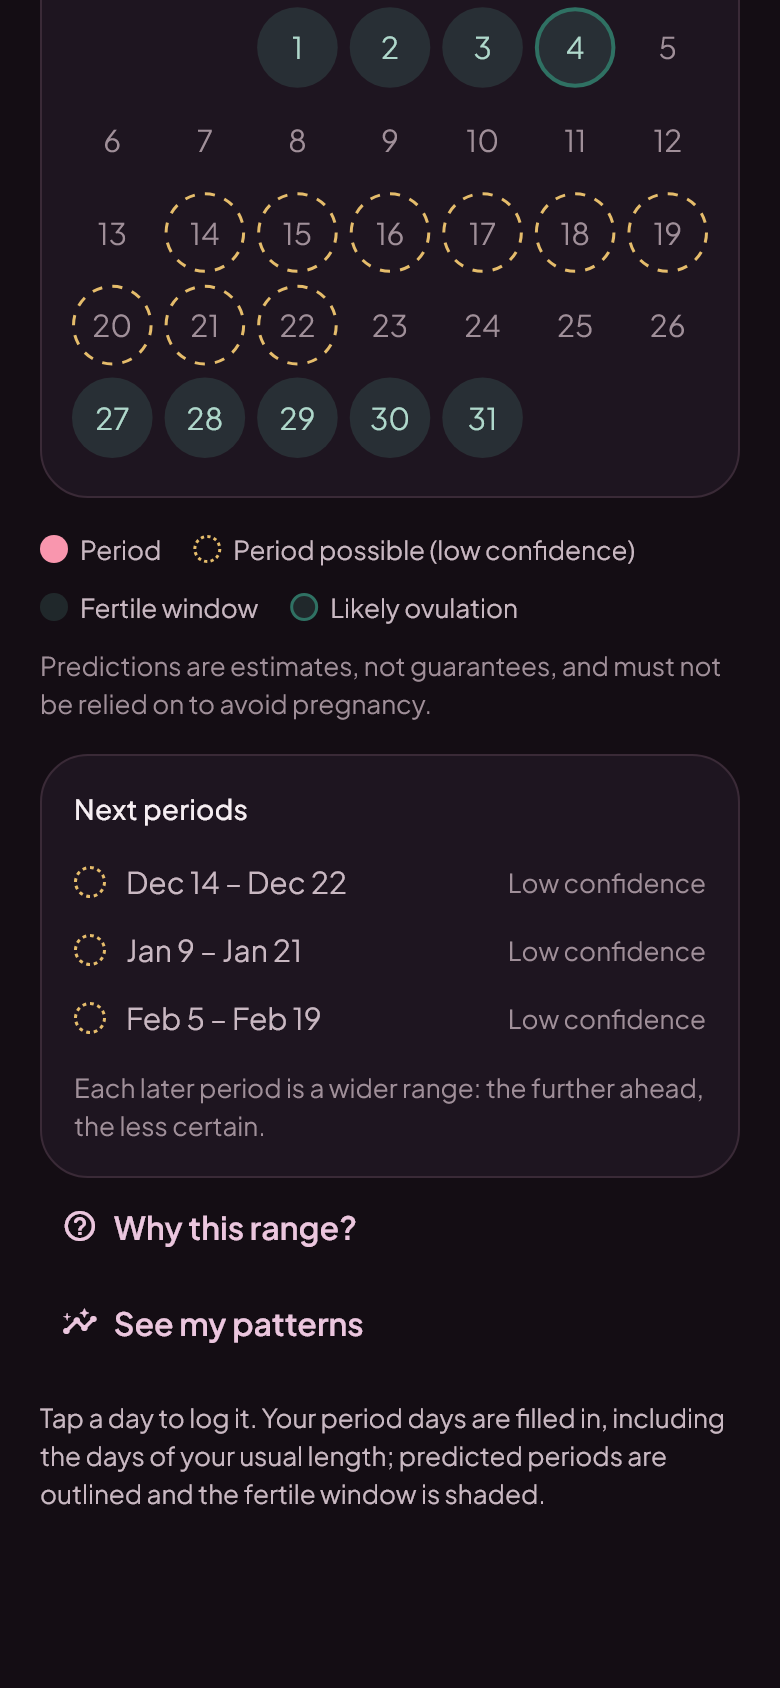 1 2 3 4 5
6 7 8 9 10 11 12
13 14 15 16 17 18 19
20 21 22 23 24 25 26
27 28 29 30 31
Period Period possible (low confidence)
Fertile window Likely ovulation
Predictions are estimates, not guarantees, and must not
be relied on to avoid pregnancy.
Next periods
Dec 14 – Dec 22 Low confidence
Jan 9 – Jan 21 Low confidence
Feb 5 – Feb 19 Low confidence
Each later period is a wider range: the further ahead,
the less certain.
Why this range?
See my patterns
Tap a day to log it. Your period days are filled in, including
the days of your usual length; predicted periods are
outlined and the fertile window is shaded.